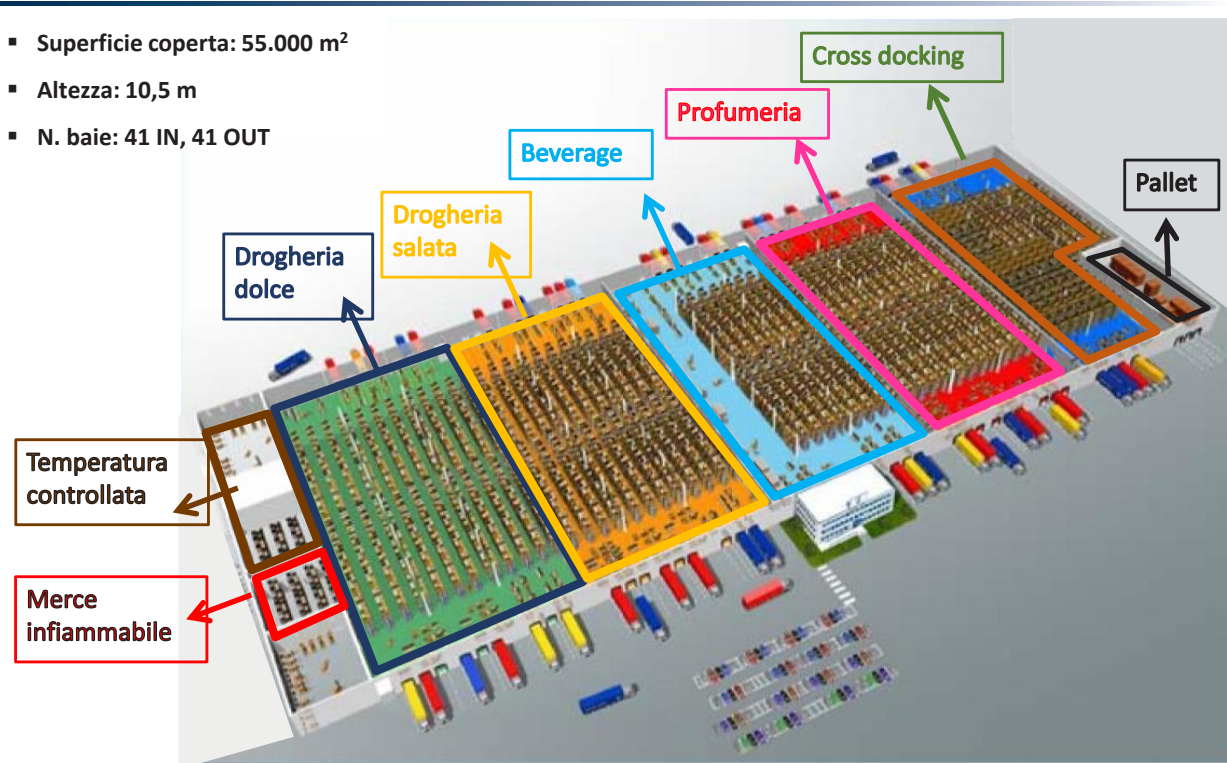 ▪ Superficie coperta: 55.000 m²
▪ Altezza: 10,5 m
▪ N. baie: 41 IN, 41 OUT
Cross docking
Profumeria
Beverage
Pallet
Drogheria
salata
Drogheria
dolce
Temperatura
controllata
Merce
infiammabile